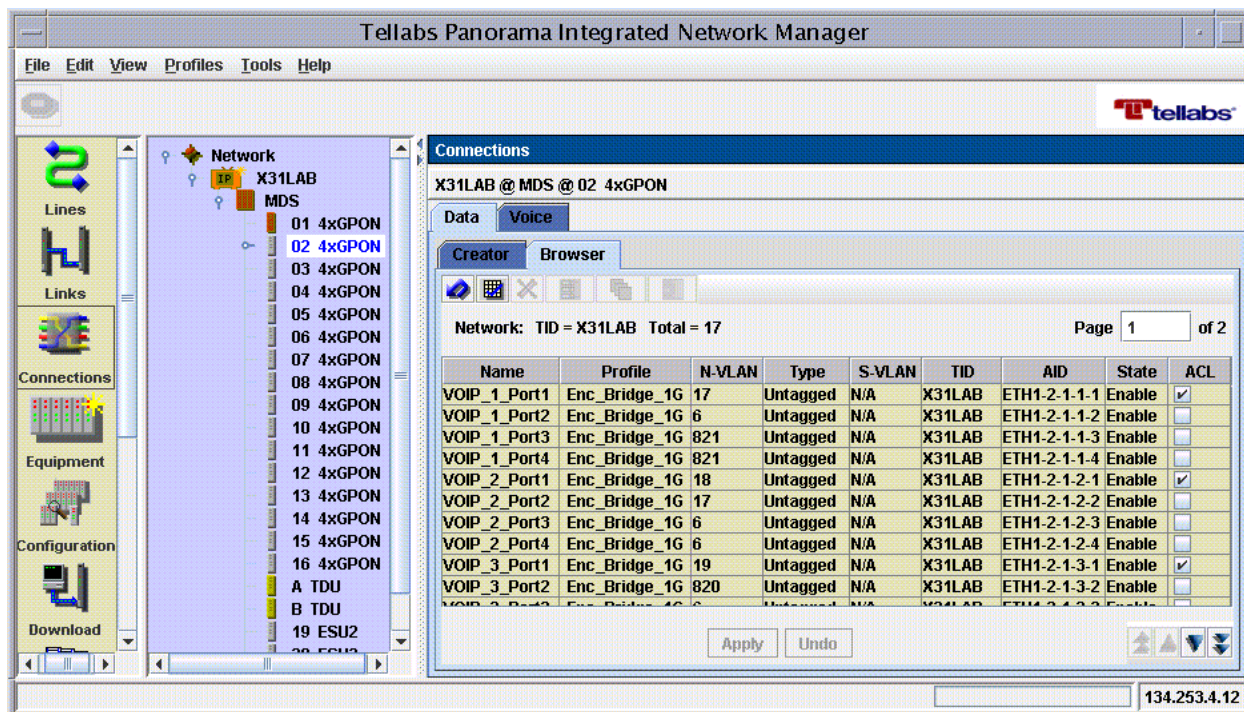 Tellabs Panorama Integrated Network Manager
File Edit View Profiles Tools Help
tellabs
Lines
Links
Connections
Equipment
Configuration
Download
Network
IP X31LAB
MDS
01 4xGPON
02 4xGPON
03 4xGPON
04 4xGPON
05 4xGPON
06 4xGPON
07 4xGPON
08 4xGPON
09 4xGPON
10 4xGPON
11 4xGPON
12 4xGPON
13 4xGPON
14 4xGPON
15 4xGPON
16 4xGPON
A TDU
B TDU
19 ESU2
Connections
X31LAB @ MDS @ 02 4xGPON
Data Voice
Creator Browser
Network: TID = X31LAB Total = 17 Page 1 of 2
Name Profile N-VLAN Type S-VLAN TID AID State ACL
VOIP_1_Port1 Enc_Bridge_1G 17 Untagged N/A X31LAB ETH1-2-1-1-1 Enable
VOIP_1_Port2 Enc_Bridge_1G 6 Untagged N/A X31LAB ETH1-2-1-1-2 Enable
VOIP_1_Port3 Enc_Bridge_1G 821 Untagged N/A X31LAB ETH1-2-1-1-3 Enable
VOIP_1_Port4 Enc_Bridge_1G 821 Untagged N/A X31LAB ETH1-2-1-1-4 Enable
VOIP_2_Port1 Enc_Bridge_1G 18 Untagged N/A X31LAB ETH1-2-1-2-1 Enable
VOIP_2_Port2 Enc_Bridge_1G 17 Untagged N/A X31LAB ETH1-2-1-2-2 Enable
VOIP_2_Port3 Enc_Bridge_1G 6 Untagged N/A X31LAB ETH1-2-1-2-3 Enable
VOIP_2_Port4 Enc_Bridge_1G 6 Untagged N/A X31LAB ETH1-2-1-2-4 Enable
VOIP_3_Port1 Enc_Bridge_1G 19 Untagged N/A X31LAB ETH1-2-1-3-1 Enable
VOIP_3_Port2 Enc_Bridge_1G 820 Untagged N/A X31LAB ETH1-2-1-3-2 Enable
Apply Undo
134.253.4.12